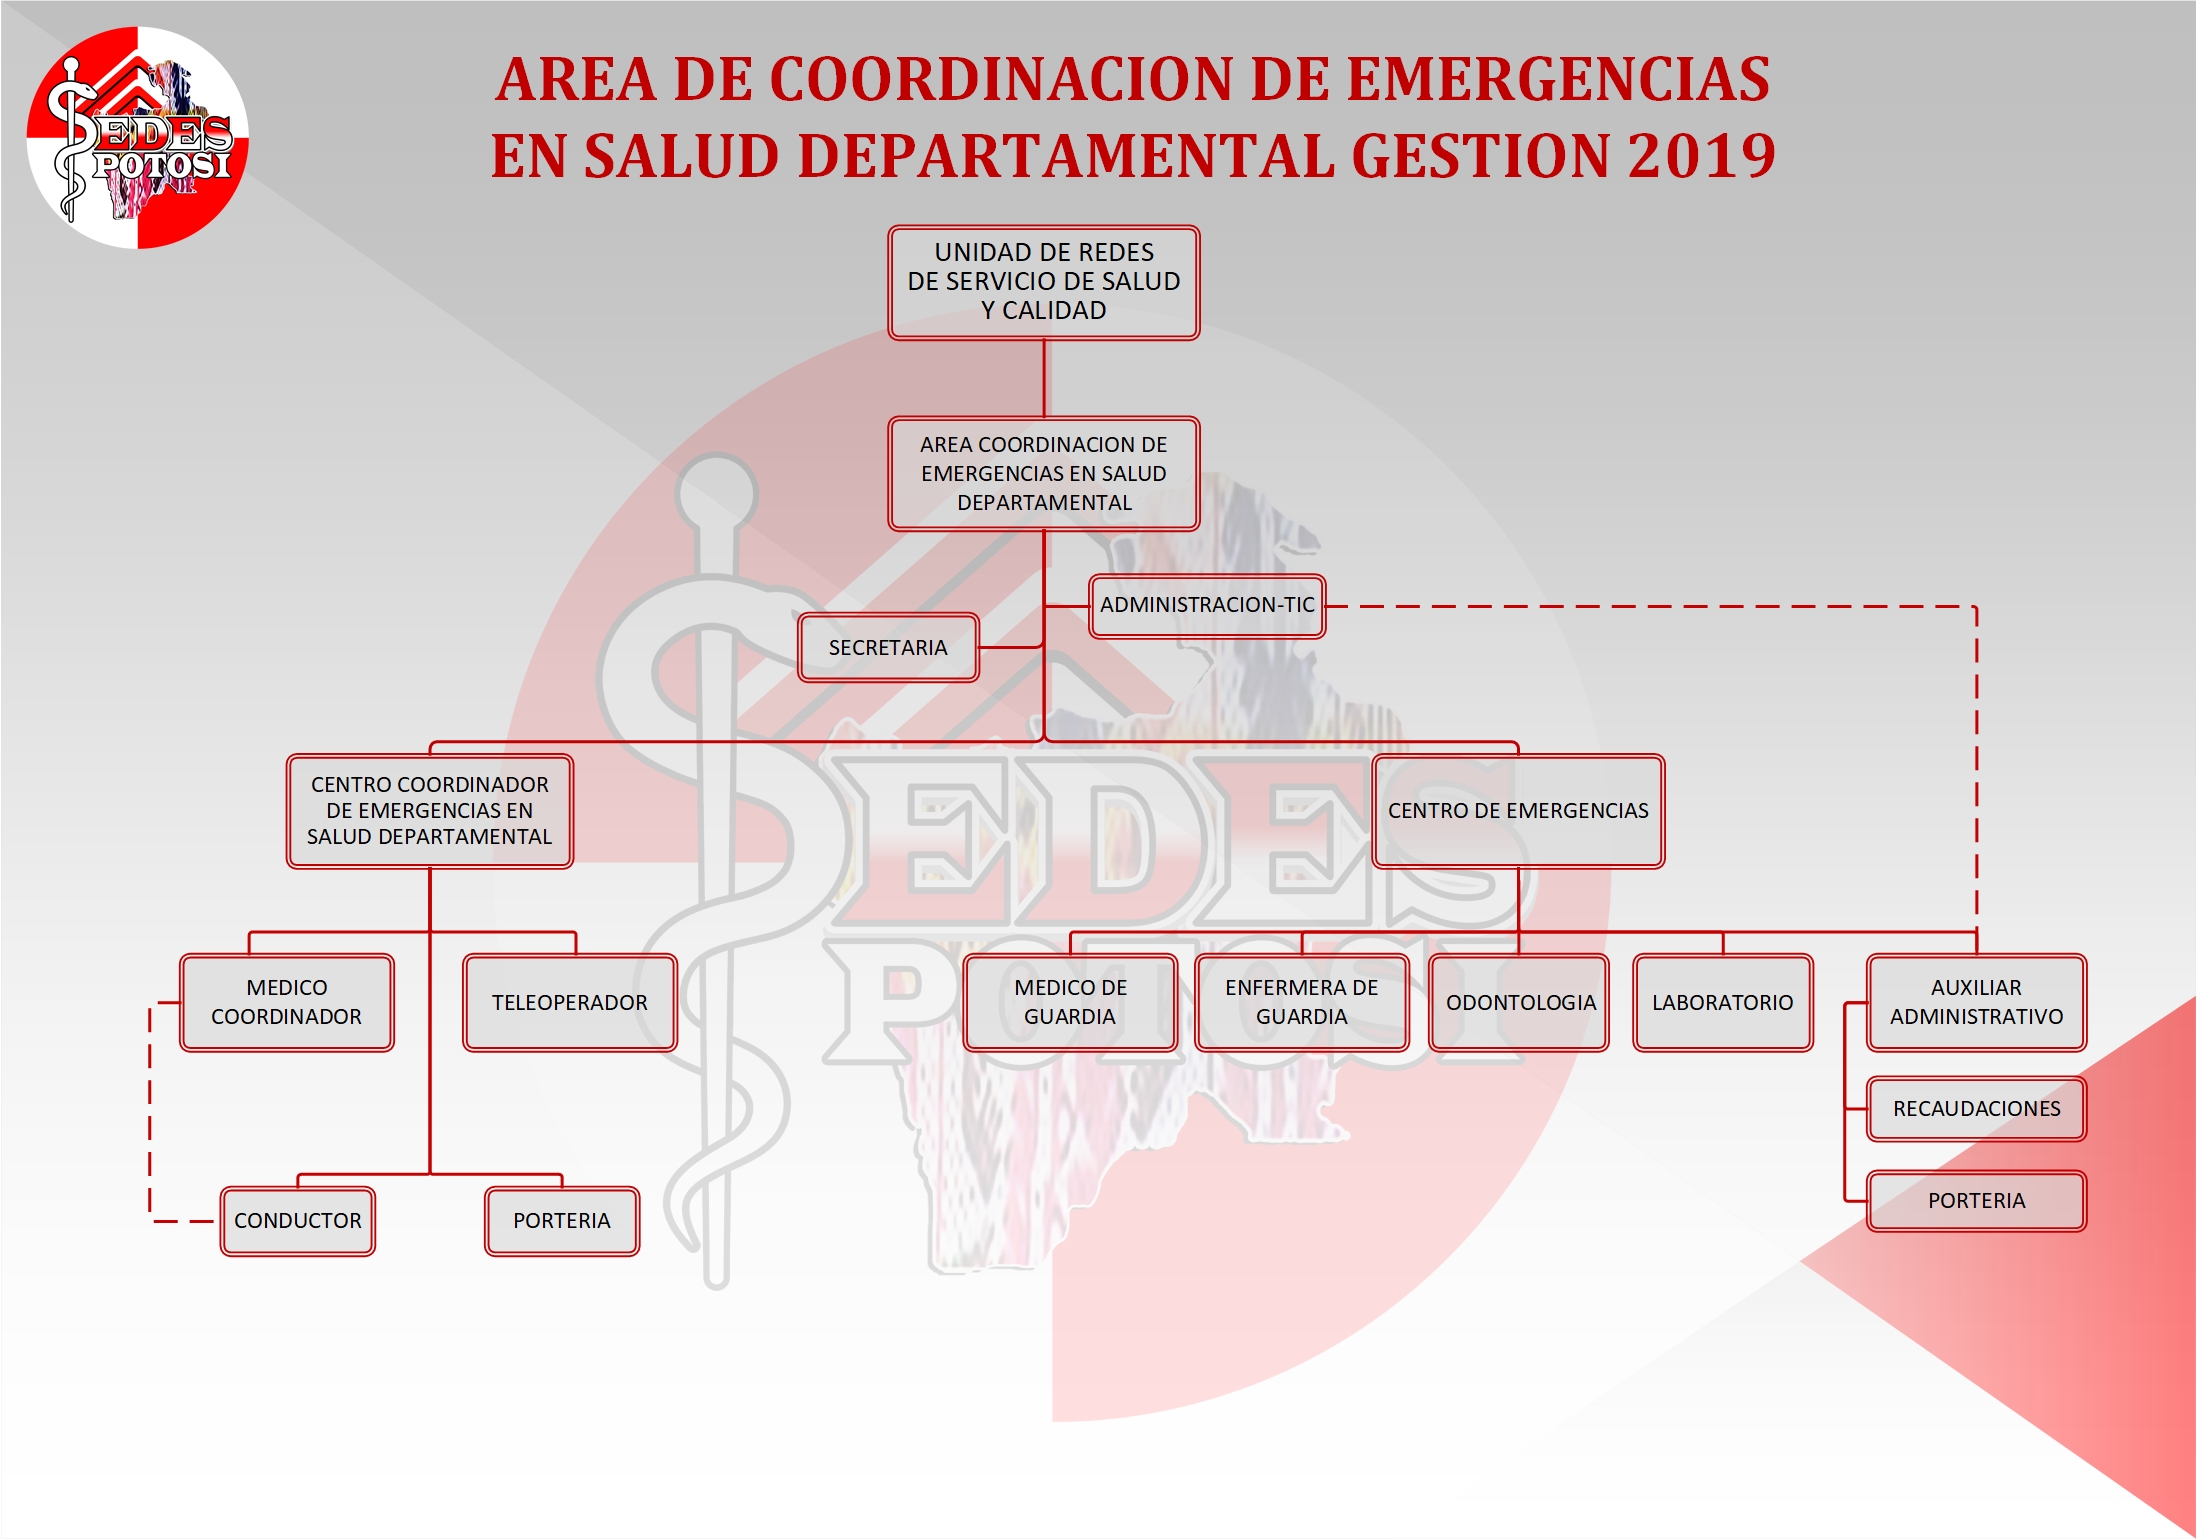 SEDES
POTOSI
AREA DE COORDINACION DE EMERGENCIAS
EN SALUD DEPARTAMENTAL GESTION 2019
UNIDAD DE REDES
DE SERVICIO DE SALUD
Y CALIDAD
AREA COORDINACION DE
EMERGENCIAS EN SALUD
DEPARTAMENTAL
ADMINISTRACION-TIC
SECRETARIA
CENTRO COORDINADOR
DE EMERGENCIAS EN
SALUD DEPARTAMENTAL
CENTRO DE EMERGENCIAS
SEDES
POTOSI
MEDICO
COORDINADOR
TELEOPERADOR
MEDICO DE
GUARDIA
ENFERMERA DE
GUARDIA
ODONTOLOGIA
LABORATORIO
AUXILIAR
ADMINISTRATIVO
RECAUDACIONES
PORTERIA
CONDUCTOR
PORTERIA